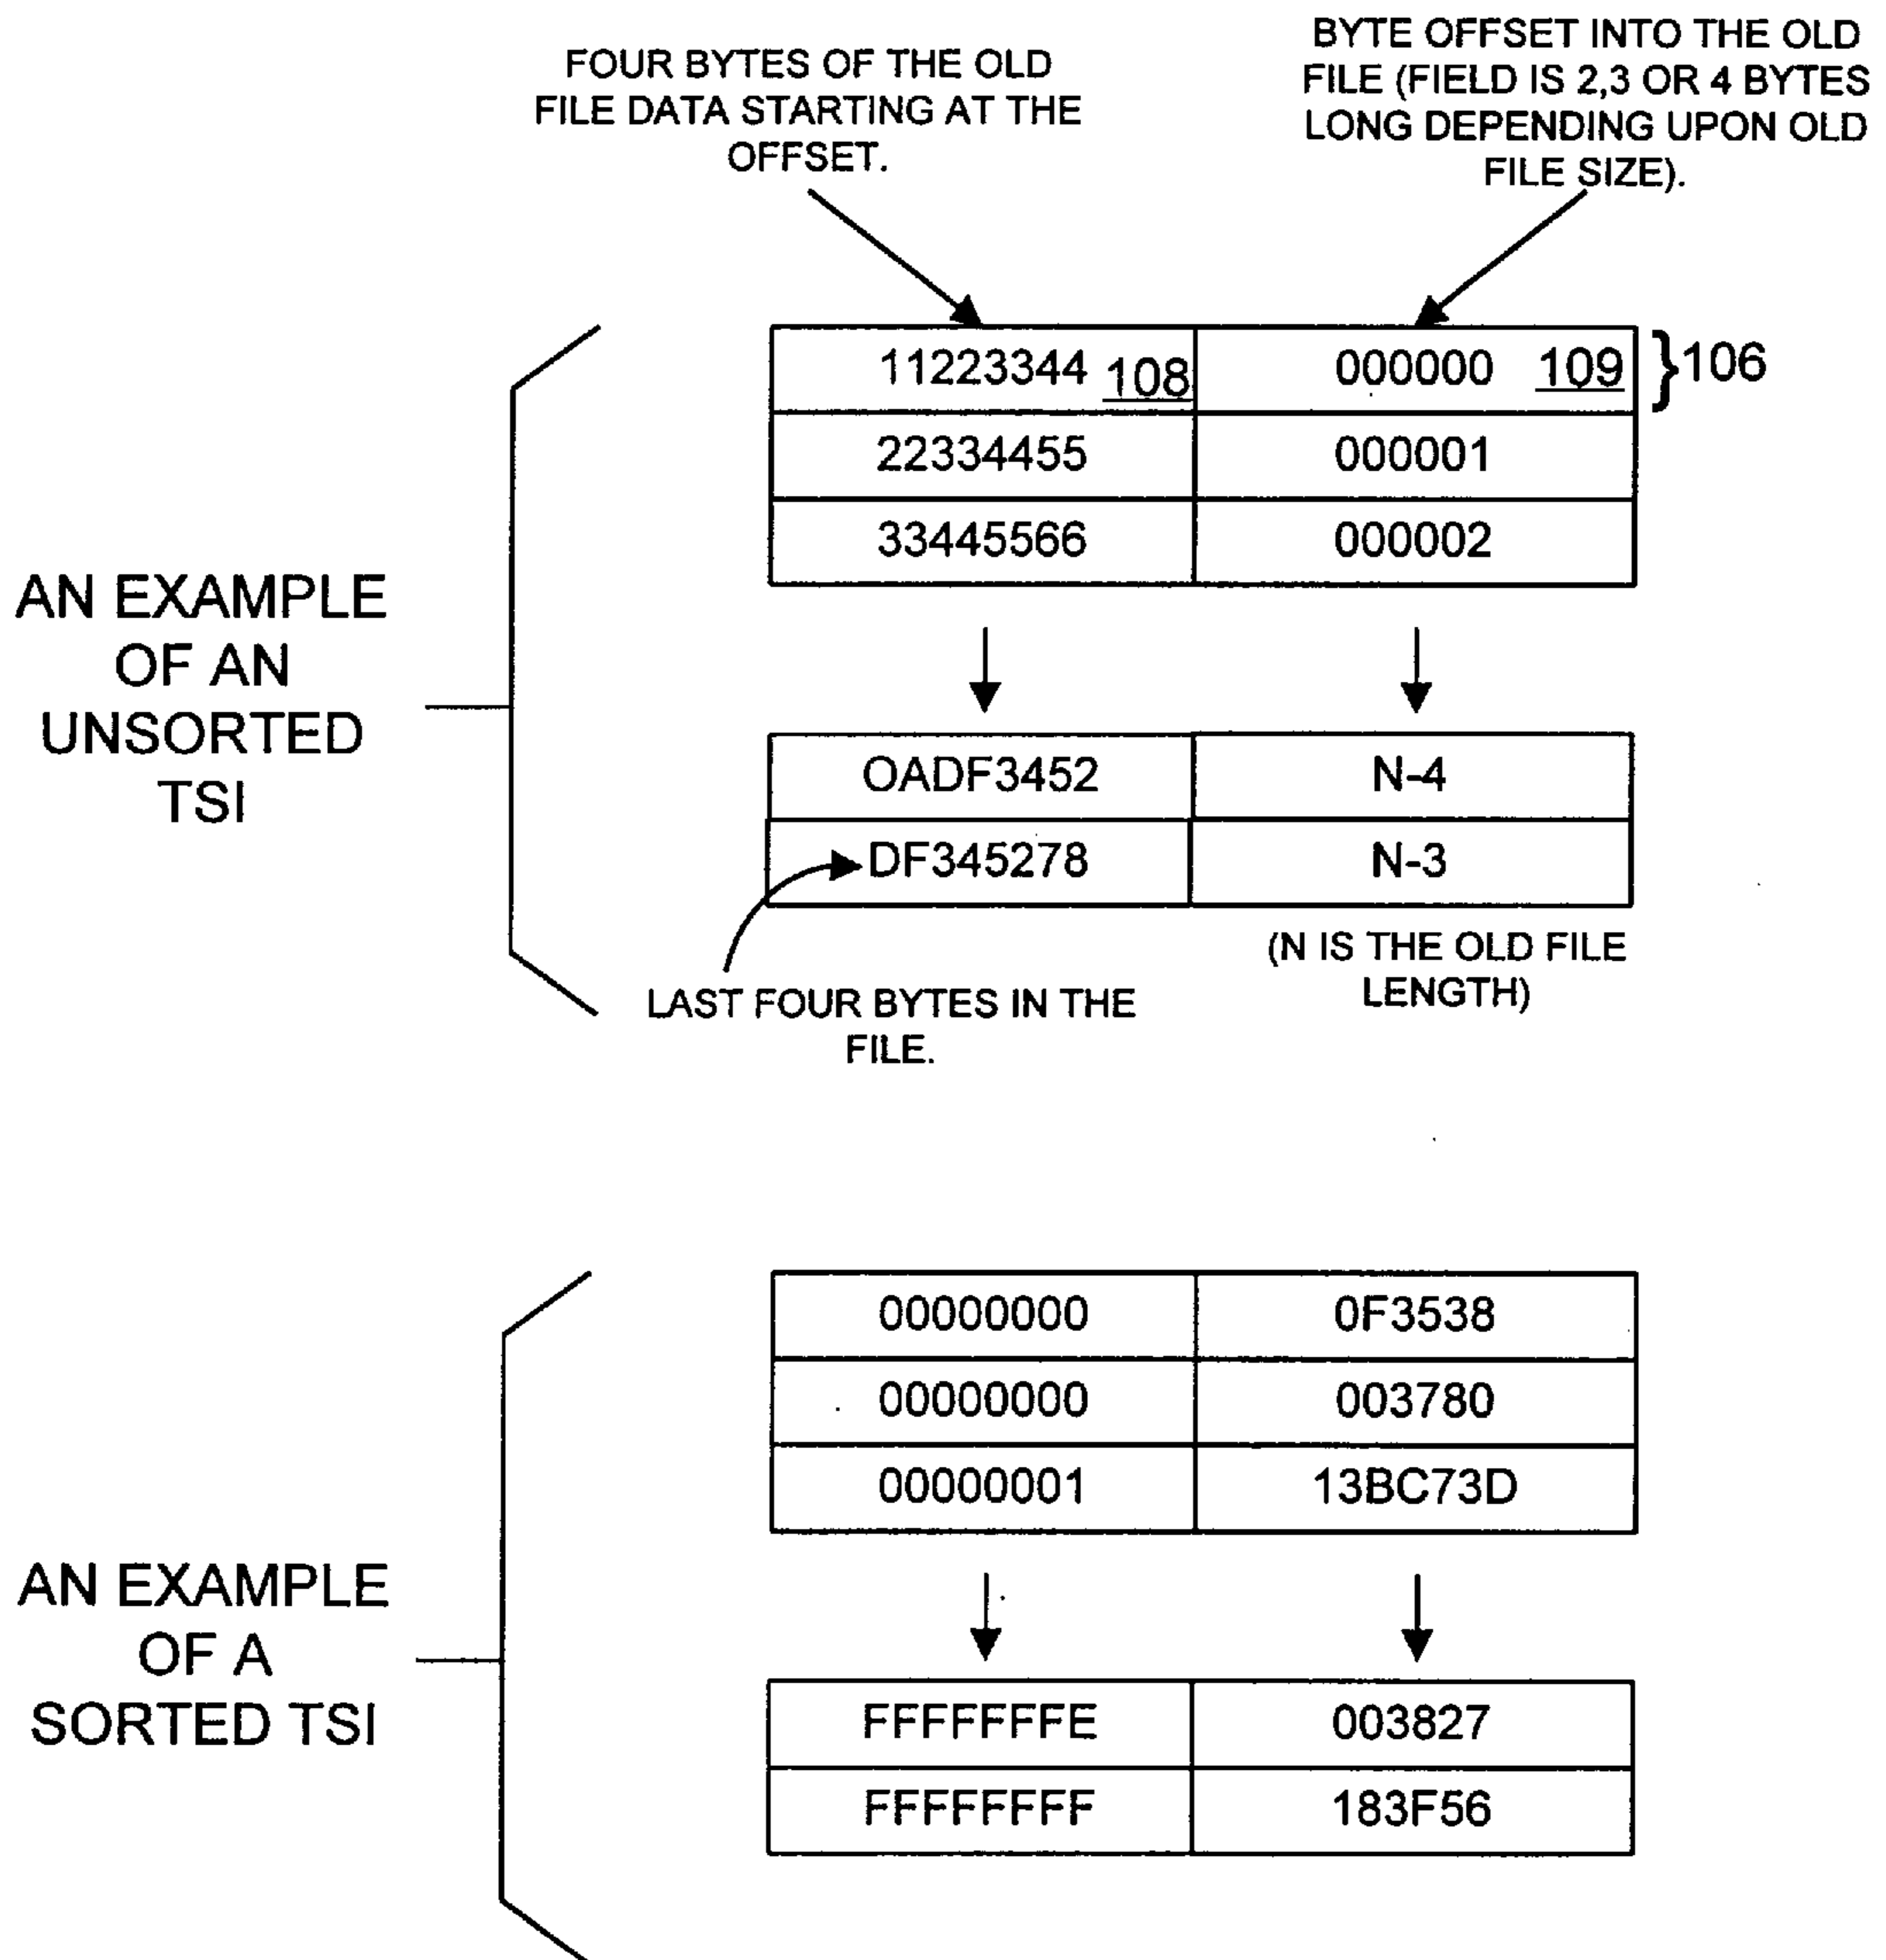 FOUR BYTES OF THE OLD
FILE DATA STARTING AT THE
OFFSET.
BYTE OFFSET INTO THE OLD
FILE (FIELD IS 2,3 OR 4 BYTES
LONG DEPENDING UPON OLD
FILE SIZE).
11223344 108 000000 109 }106
22334455 000001
33445566 000002
AN EXAMPLE
OF AN
UNSORTED
TSI
OADF3452 N-4
DF345278 N-3
(N IS THE OLD FILE
LENGTH)
LAST FOUR BYTES IN THE
FILE.
00000000 0F3538
00000000 003780
00000001 13BC73D
AN EXAMPLE
OF A
SORTED TSI
FFFFFFFE 003827
FFFFFFFF 183F56